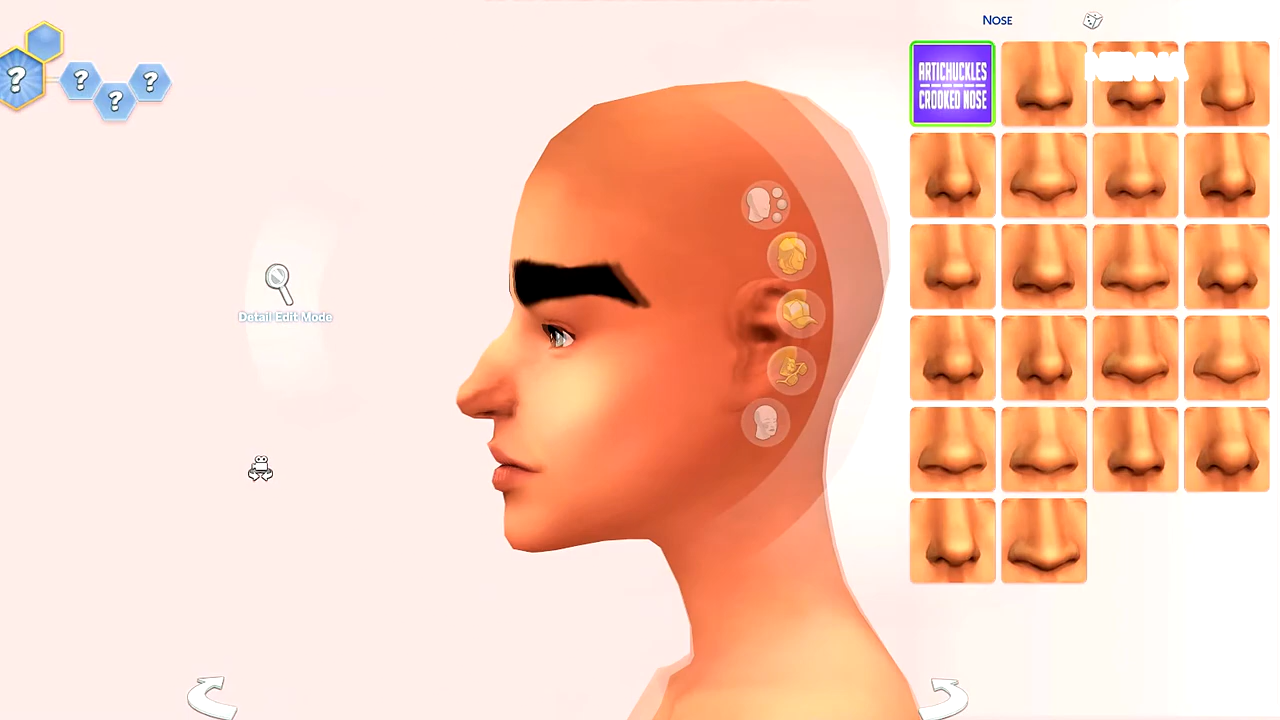 NOSE
ARTICHUCKLES
CROOKED NOSE
Detail Edit Mode
?
?
?
?